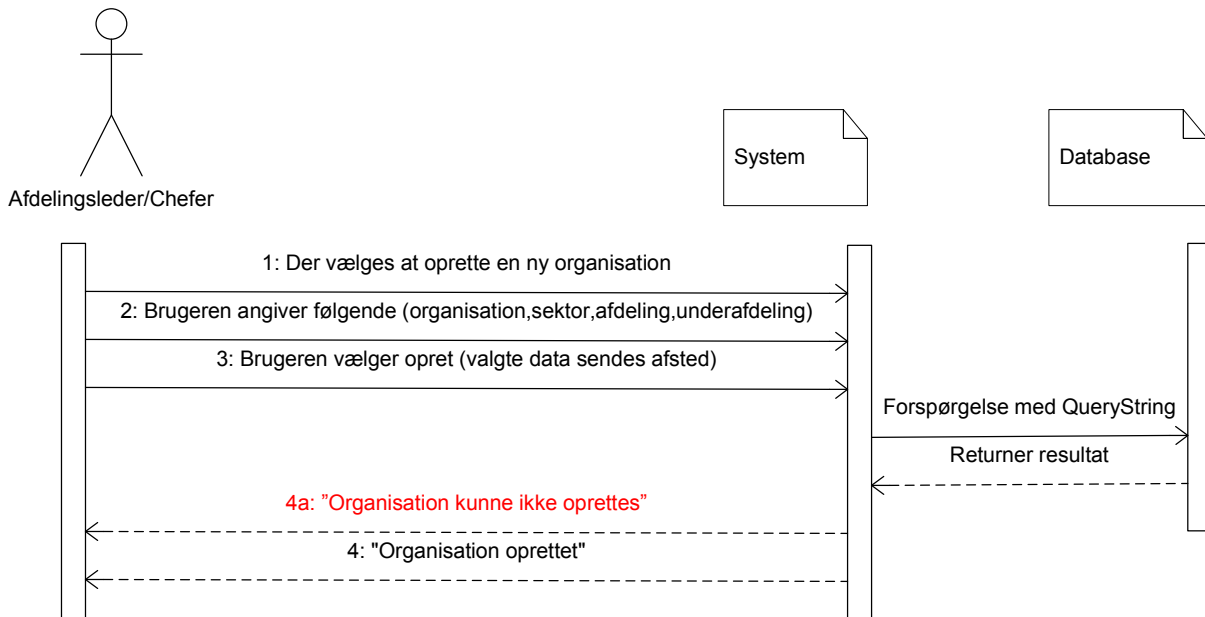 System
Database
Afdelingsleder/Chefer
1: Der vælges at oprette en ny organisation
2: Brugeren angiver følgende (organisation,sektor,afdeling,underafdeling)
3: Brugeren vælger opret (valgte data sendes afsted)
Forspørgelse med QueryString
Returner resultat
4a: ”Organisation kunne ikke oprettes”
4: "Organisation oprettet"